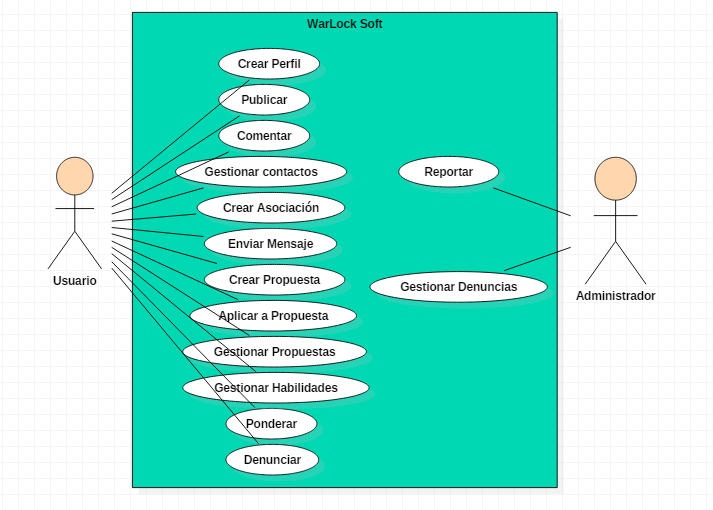 WarLock Soft
Crear Perfil
Publicar
Comentar
Gestionar contactos
Crear Asociación
Enviar Mensaje
Crear Propuesta
Aplicar a Propuesta
Gestionar Propuestas
Gestionar Habilidades
Ponderar
Denunciar
Reportar
Gestionar Denuncias
Usuario
Administrador